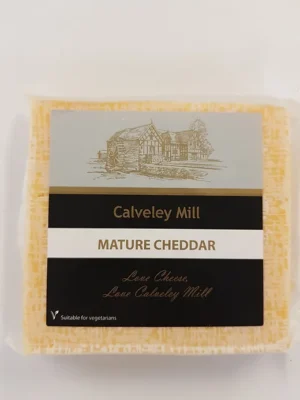 Calveley Mill
MATURE CHEDDAR
Love Cheese,
Love Calveley Mill
V Suitable for vegetarians